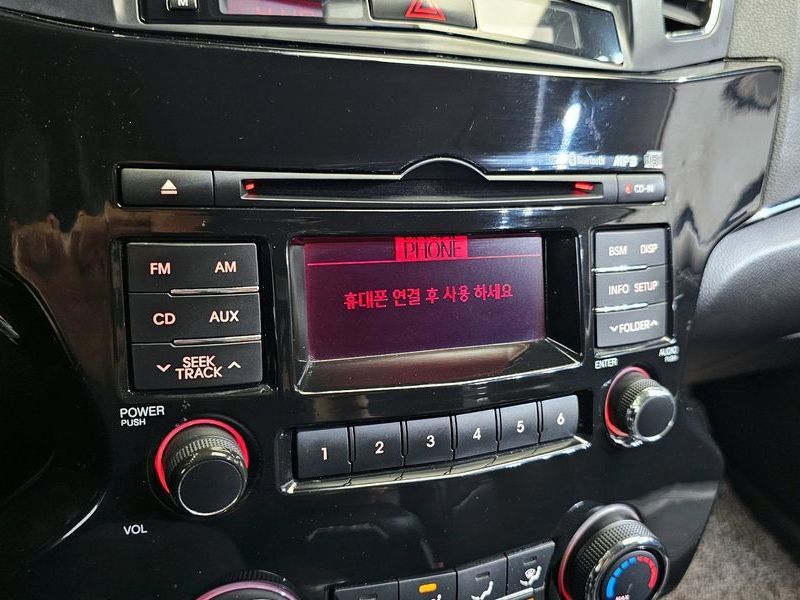 M
Bluetooth MP3
CD-IN
PHONE
휴대폰 연결 후 사용 하세요
FM AM
CD AUX
SEEK
TRACK
BSM DISP
INFO SETUP
FOLDER
ENTER
AUDIO
PUSH
POWER
PUSH
VOL
1 2 3 4 5 6
MAX